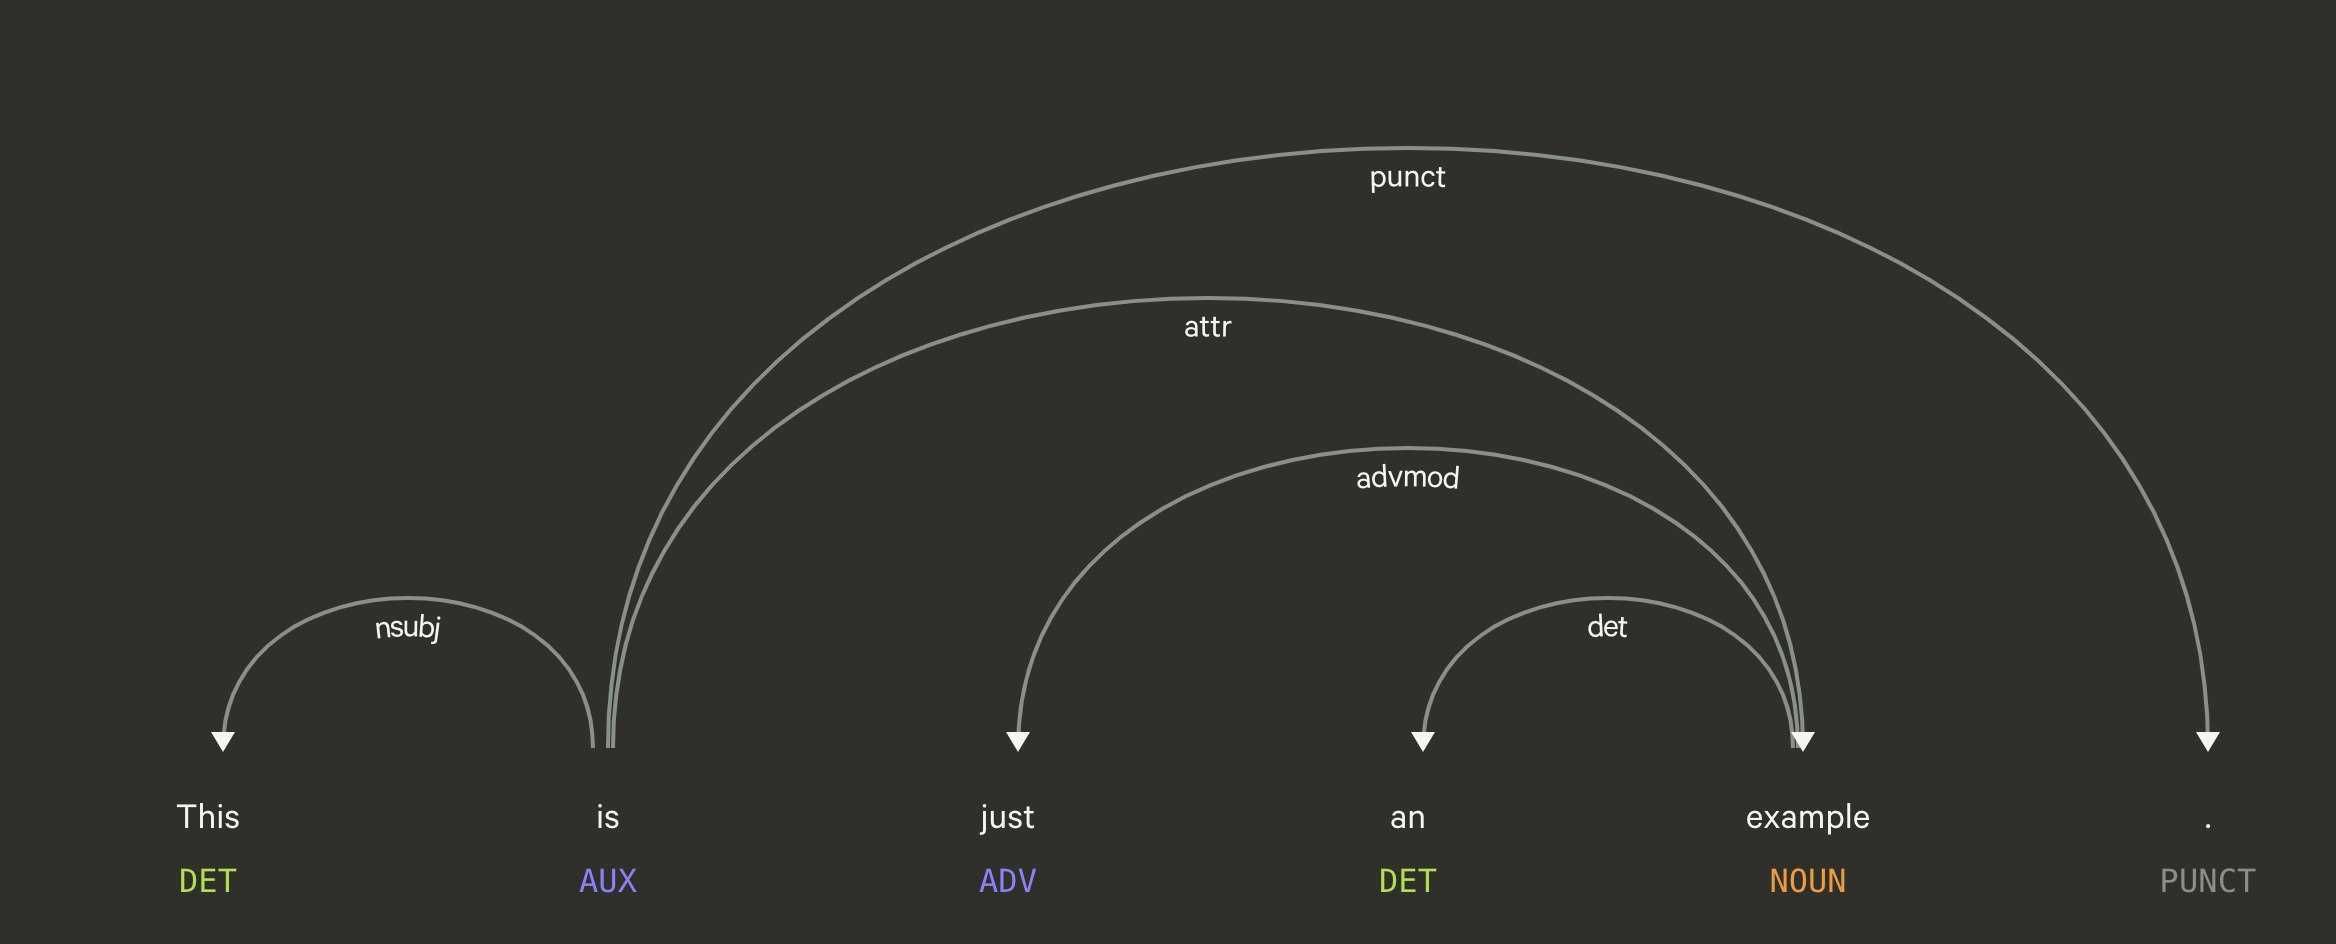 punct
attr
advmod
nsubj det
This is just an example .
DET AUX ADV DET NOUN PUNCT